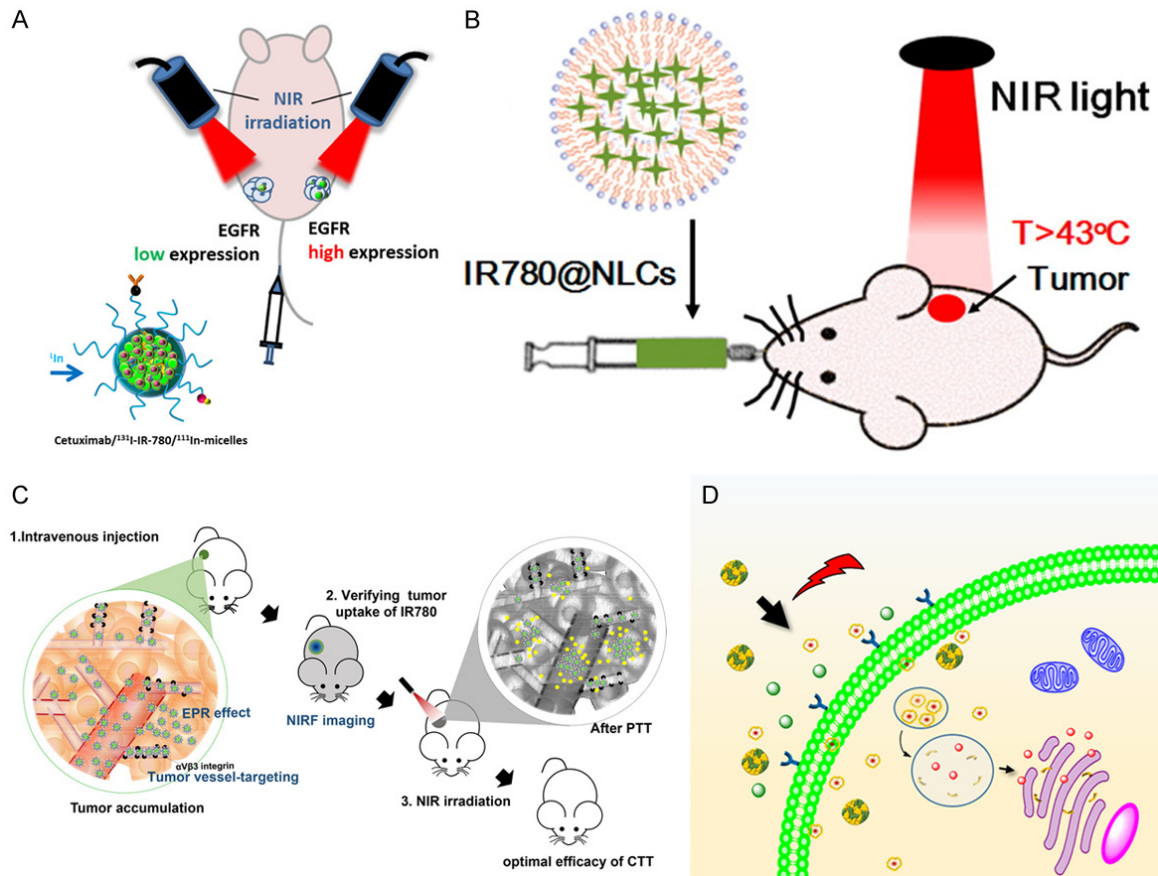 A
NIR
irradiation
EGFR
low expression
EGFR
high expression
In
Cetuximab/¹³¹I-IR-780/¹¹¹In-micelles
B
NIR light
IR780@NLCs
T>43°C
Tumor
C
1.Intravenous injection
2. Verifying tumor
uptake of IR780
EPR effect
αVβ3 integrin
Tumor vessel-targeting
Tumor accumulation
NIRF imaging
After PTT
3. NIR irradiation
optimal efficacy of CTT
D